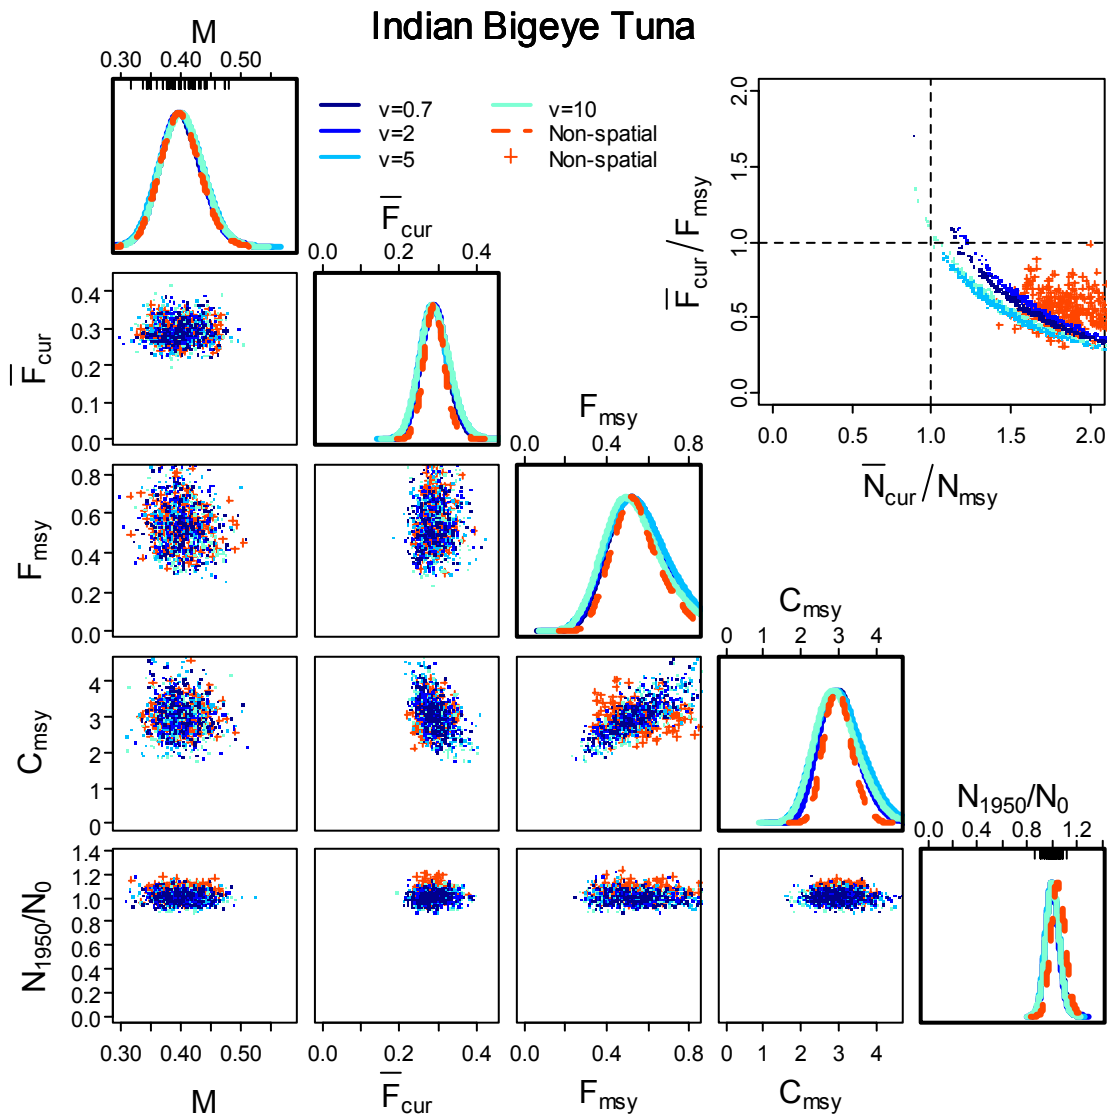 Indian Bigeye Tuna
M
0.30 0.40 0.50
v=0.7
v=2
v=5
v=10
Non-spatial
Non-spatial
F̅cur
0.0 0.2 0.4
F̅cur / Fmsy
0.0 0.5 1.0 1.5 2.0
0.0 0.5 1.0 1.5 2.0
N̅cur / Nmsy
F̅cur
0.0 0.1 0.2 0.3 0.4
Fmsy
0.0 0.4 0.8
Fmsy
0.0 0.2 0.4 0.6 0.8
Cmsy
0 1 2 3 4
Cmsy
0 1 2 3 4
N1950/N0
0.0 0.4 0.8 1.2
N1950/N0
0.0 0.2 0.4 0.6 0.8 1.0 1.2 1.4
0.30 0.40 0.50
M
0.0 0.2 0.4
F̅cur
0.0 0.4 0.8
Fmsy
0 1 2 3 4
Cmsy